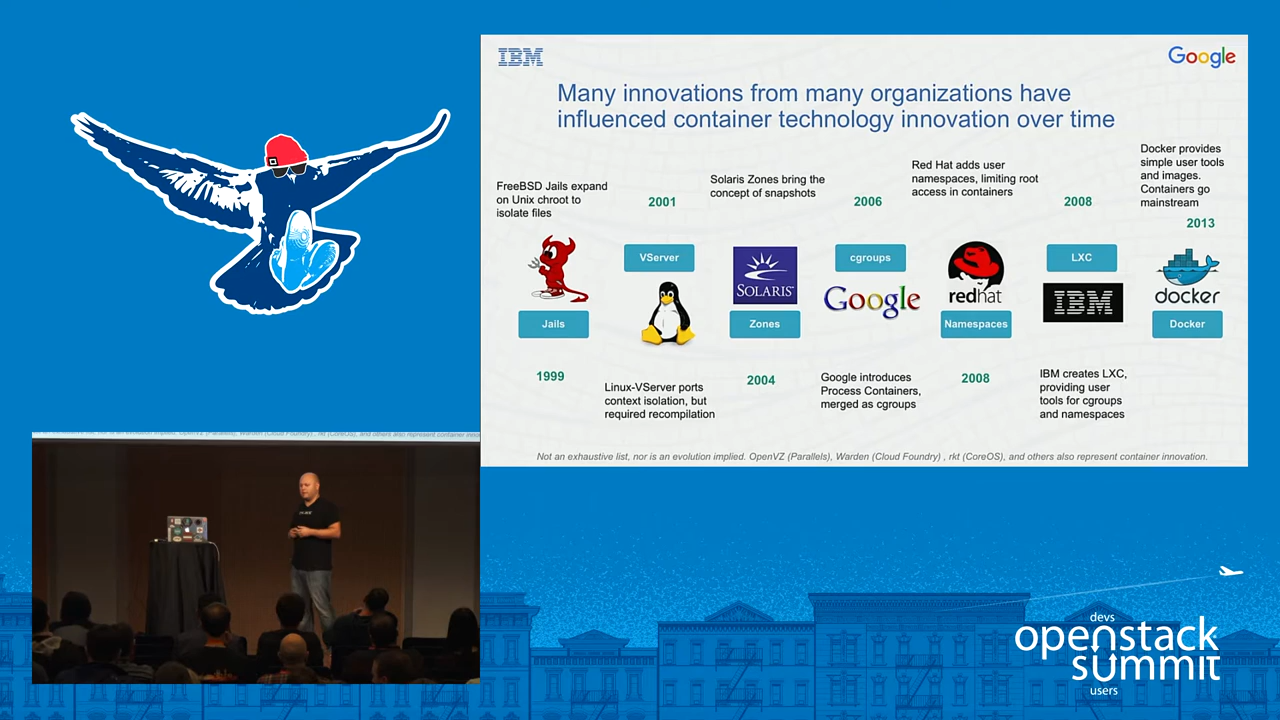 IBM
Google
Many innovations from many organizations have
influenced container technology innovation over time
FreeBSD Jails expand
on Unix chroot to
isolate files
Jails
1999
2001
VServer
Linux-VServer ports
context isolation, but
required recompilation
Solaris Zones bring the
concept of snapshots
SOLARIS
Zones
2004
2006
cgroups
Google
Google introduces
Process Containers,
merged as cgroups
Red Hat adds user
namespaces, limiting root
access in containers
redhat
Namespaces
2008
2008
LXC
IBM
IBM creates LXC,
providing user
tools for cgroups
and namespaces
Docker provides
simple user tools
and images.
Containers go
mainstream
2013
docker
Docker
Not an exhaustive list, nor is an evolution implied. OpenVZ (Parallels), Warden (Cloud Foundry) , rkt (CoreOS), and others also represent container innovation.
devs
openstack
summit
users